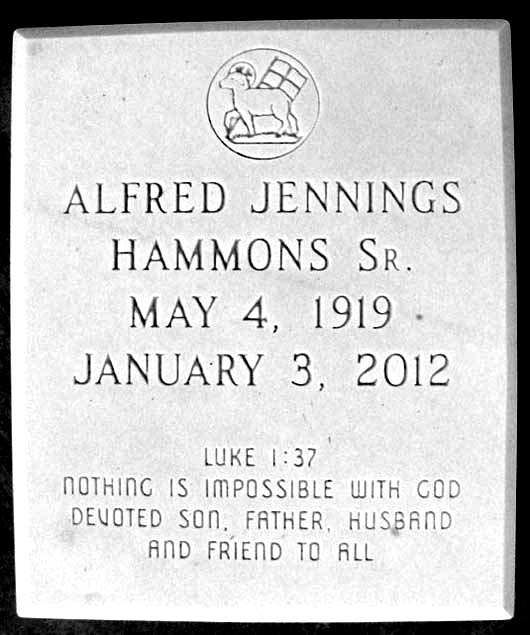 ALFRED JENNINGS
HAMMONS SR.
MAY 4, 1919
JANUARY 3, 2012
LUKE 1:37
NOTHING IS IMPOSSIBLE WITH GOD
DEVOTED SON, FATHER, HUSBAND
AND FRIEND TO ALL